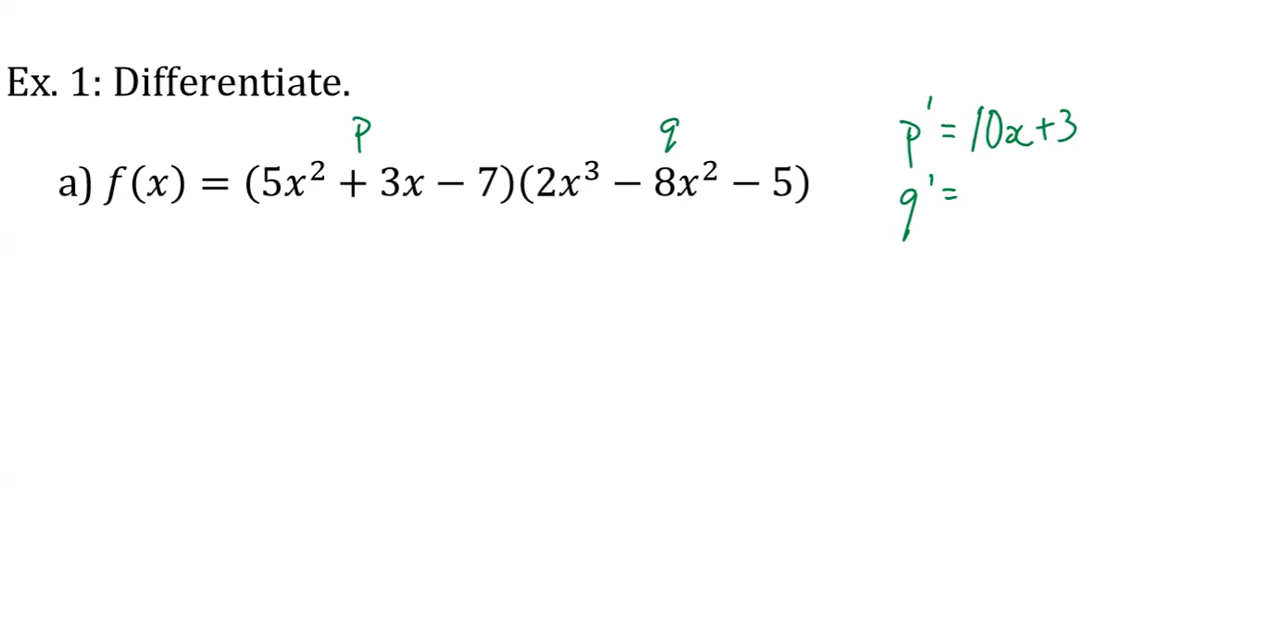 Ex. 1: Differentiate.
p q p' = 10x+3
a) f(x) = (5x² + 3x − 7)(2x³ − 8x² − 5)
q' =